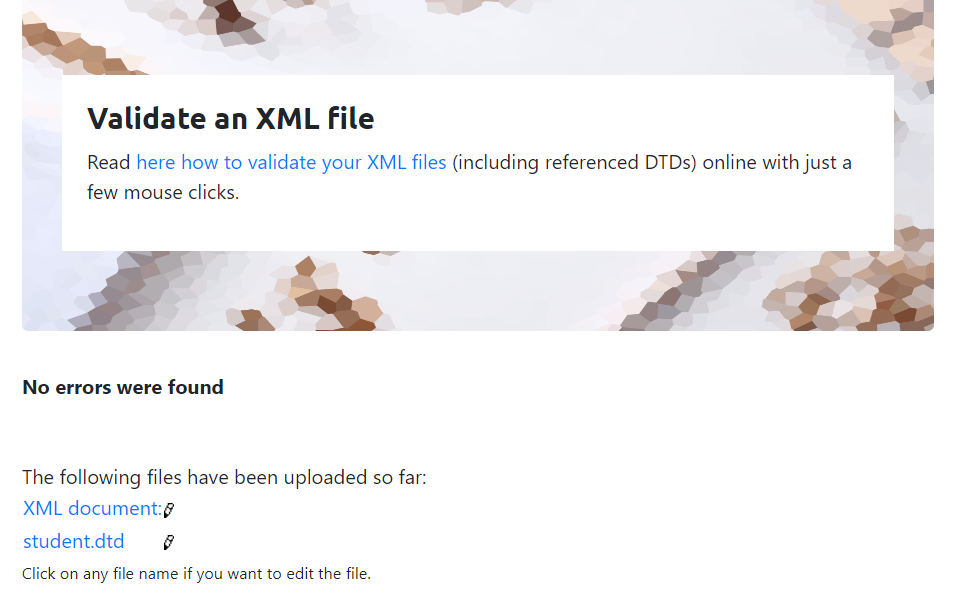 Validate an XML file
Read here how to validate your XML files (including referenced DTDs) online with just a
few mouse clicks.
No errors were found
The following files have been uploaded so far:
XML document:
student.dtd
Click on any file name if you want to edit the file.